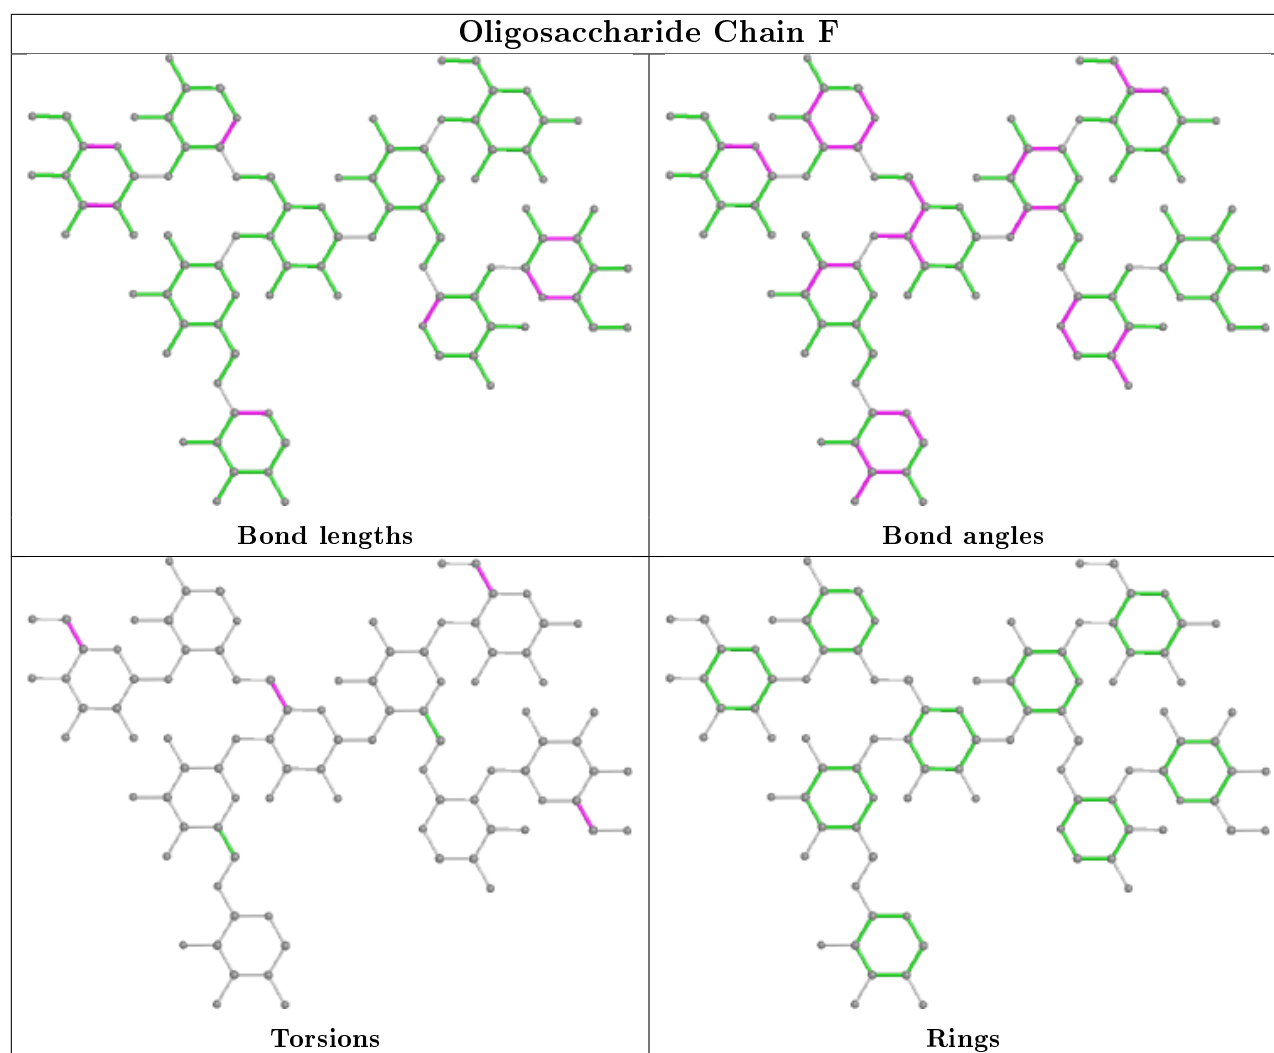 Oligosaccharide Chain F
Bond lengths
Bond angles
Torsions
Rings